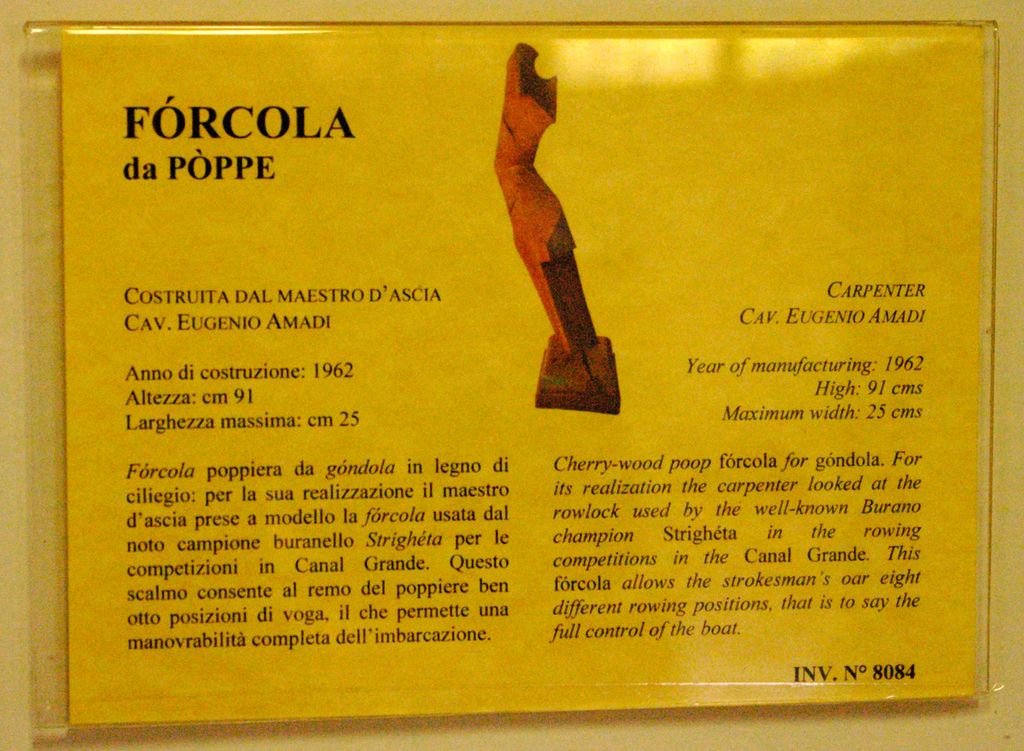 FÓRCOLA
da PÒPPE
COSTRUITA DAL MAESTRO D'ASCIA
CAV. EUGENIO AMADI
Anno di costruzione: 1962
Altezza: cm 91
Larghezza massima: cm 25
Fórcola poppiera da góndola in legno di
ciliegio: per la sua realizzazione il maestro
d'ascia prese a modello la fórcola usata dal
noto campione buranello Strighéta per le
competizioni in Canal Grande. Questo
scalmo consente al remo del poppiere ben
otto posizioni di voga, il che permette una
manovrabilità completa dell'imbarcazione.
CARPENTER
CAV. EUGENIO AMADI
Year of manufacturing: 1962
High: 91 cms
Maximum width: 25 cms
Cherry-wood poop fórcola for góndola. For
its realization the carpenter looked at the
rowlock used by the well-known Burano
champion Strighéta in the rowing
competitions in the Canal Grande. This
fórcola allows the strokesman's oar eight
different rowing positions, that is to say the
full control of the boat.
INV. N° 8084